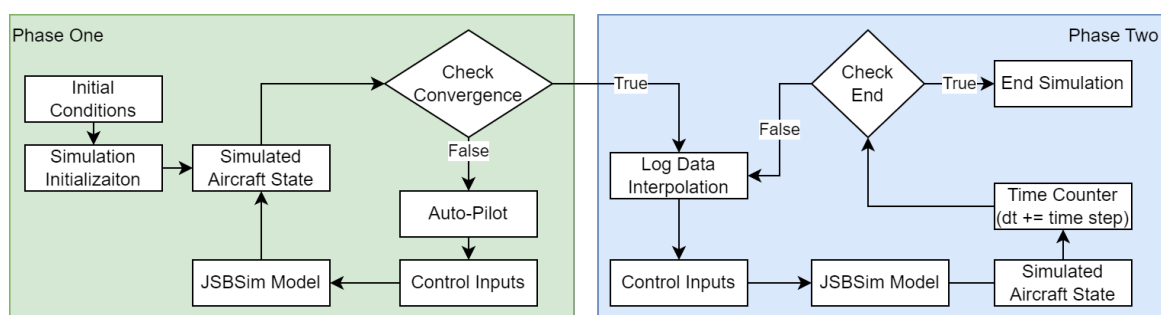 Phase One
Initial
Conditions
Simulation
Initializaiton
Simulated
Aircraft State
Check
Convergence
False
Auto-Pilot
Control Inputs
JSBSim Model
True
Phase Two
Log Data
Interpolation
Control Inputs
JSBSim Model
Simulated
Aircraft State
Time Counter
(dt += time step)
Check
End
False
True
End Simulation